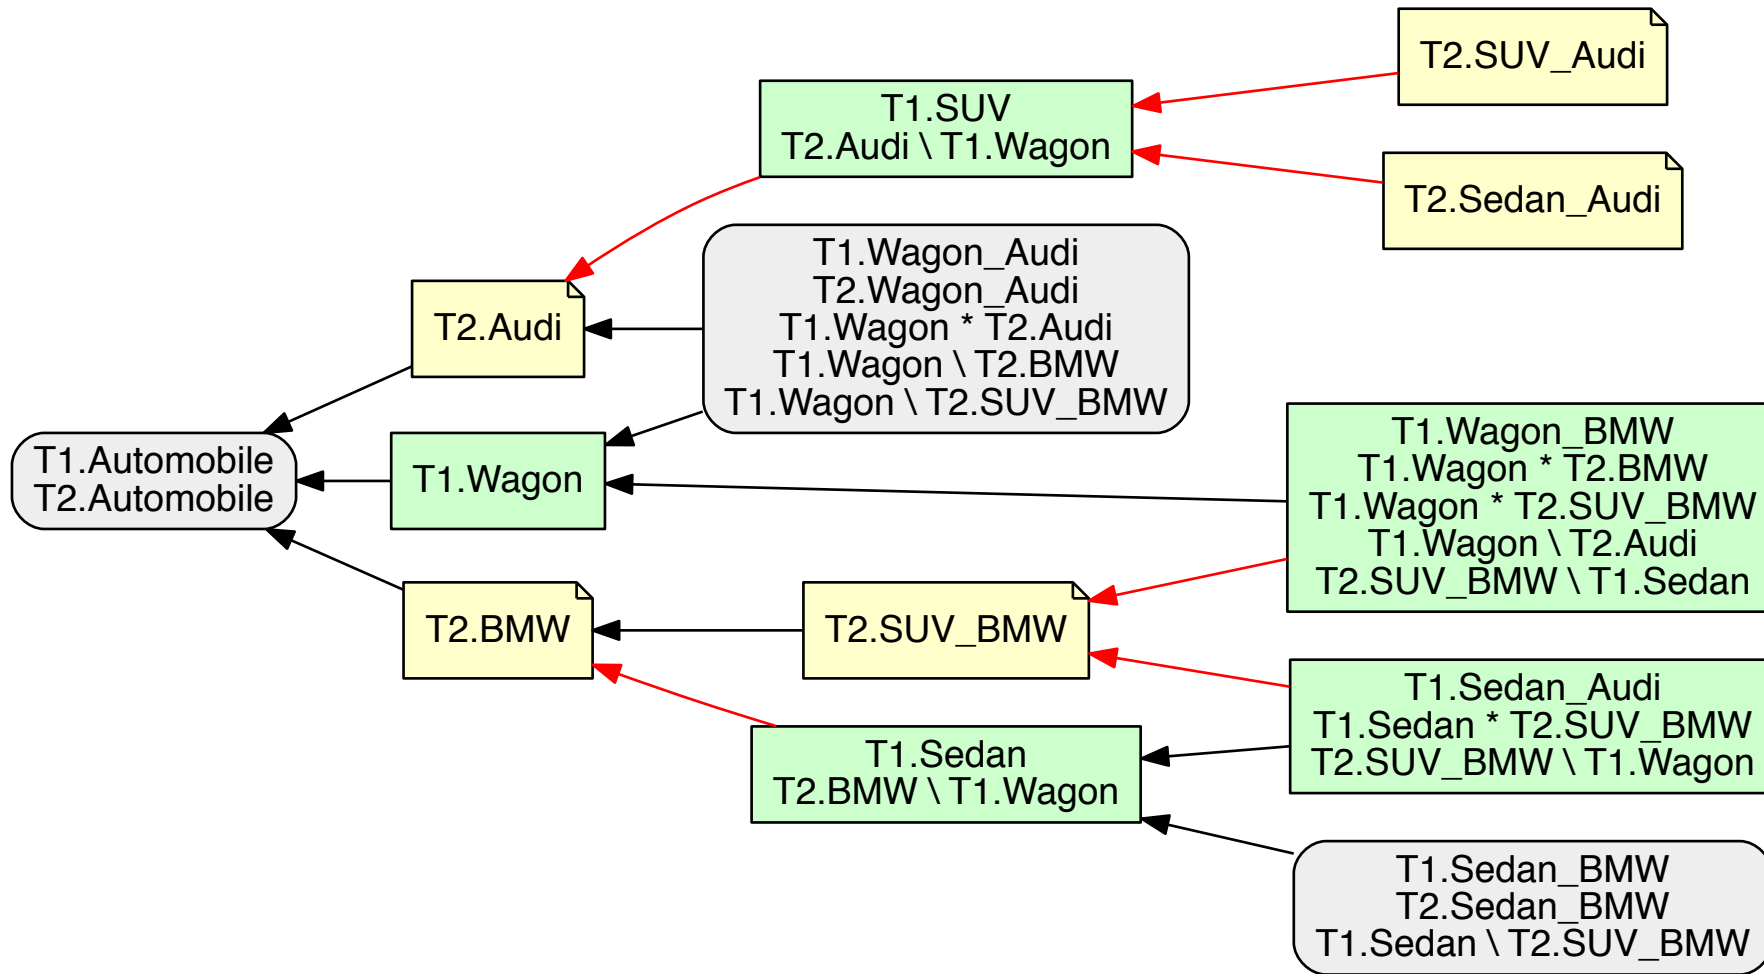 T2.SUV_Audi
T1.SUV
T2.Audi \ T1.Wagon
T2.Sedan_Audi
T1.Wagon_Audi
T2.Wagon_Audi
T1.Wagon * T2.Audi
T1.Wagon \ T2.BMW
T1.Wagon \ T2.SUV_BMW
T2.Audi
T1.Automobile
T2.Automobile
T1.Wagon
T1.Wagon_BMW
T1.Wagon * T2.BMW
T1.Wagon * T2.SUV_BMW
T1.Wagon \ T2.Audi
T2.SUV_BMW \ T1.Sedan
T2.BMW
T2.SUV_BMW
T1.Sedan
T2.BMW \ T1.Wagon
T1.Sedan_Audi
T1.Sedan * T2.SUV_BMW
T2.SUV_BMW \ T1.Wagon
T1.Sedan_BMW
T2.Sedan_BMW
T1.Sedan \ T2.SUV_BMW